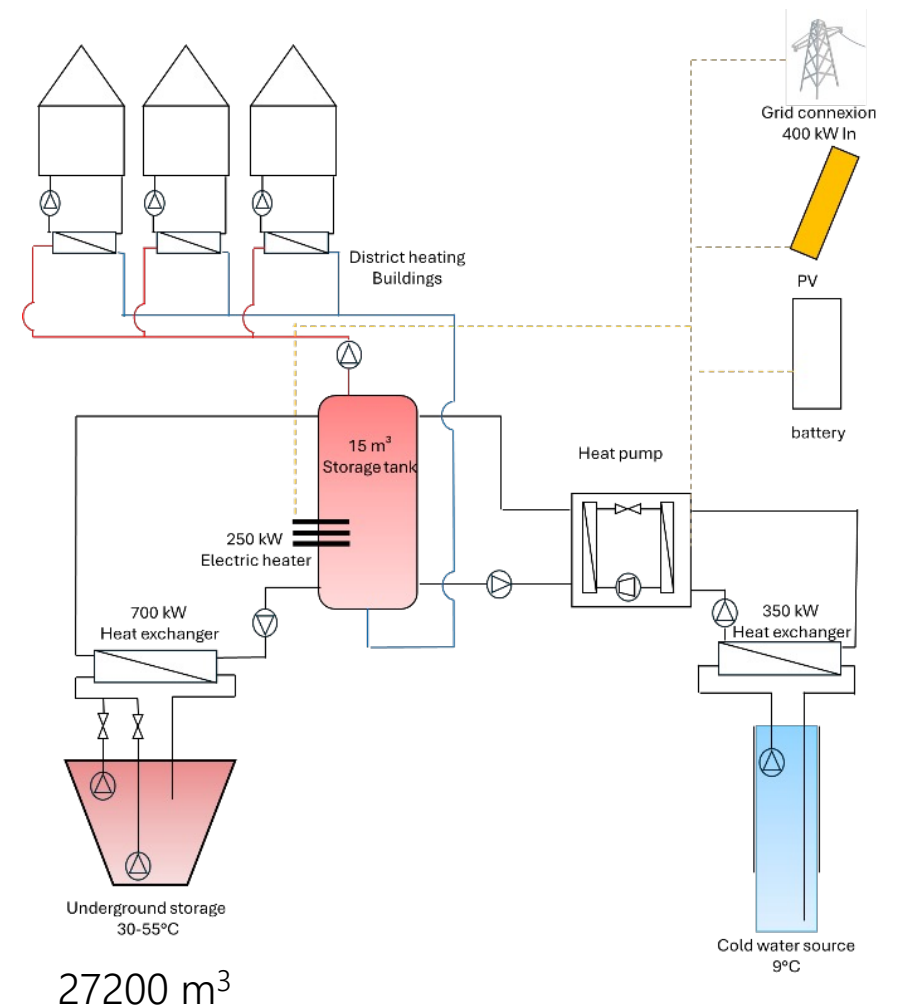 Grid connexion
400 kW In
District heating
Buildings
PV
15 m³
Storage tank
Heat pump
battery
250 kW
Electric heater
700 kW
Heat exchanger
350 kW
Heat exchanger
Underground storage
30-55°C
Cold water source
9°C
27200 m³